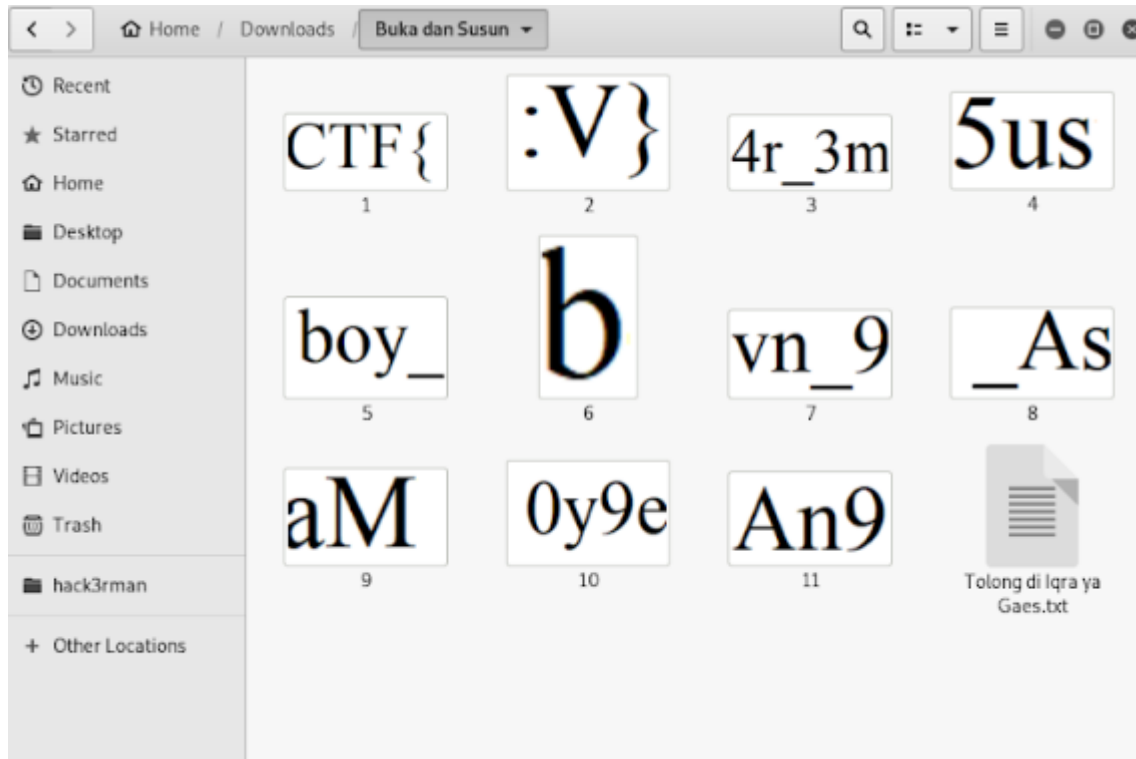 Home / Downloads / Buka dan Susun
Recent
Starred
Home
Desktop
Documents
Downloads
Music
Pictures
Videos
Trash
hack3rman
+ Other Locations
CTF{
1
:V}
2
4r_3m
3
5us
4
boy_
5
b
6
vn_9
7
_As
8
aM
9
0y9e
10
An9
11
Tolong di Iqra ya
Gaes.txt